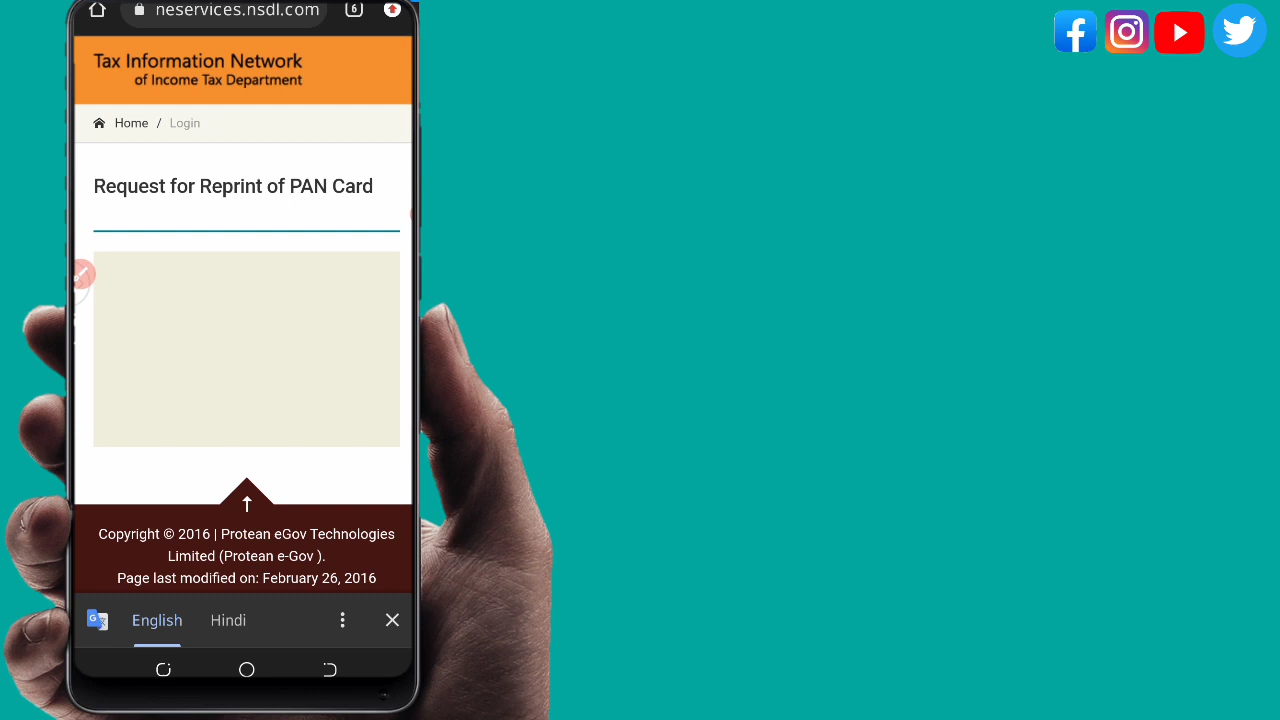 neservices.nsdl.com
6
Tax Information Network
of Income Tax Department
Home / Login
Request for Reprint of PAN Card
Copyright © 2016 | Protean eGov Technologies
Limited (Protean e-Gov ).
Page last modified on: February 26, 2016
English Hindi